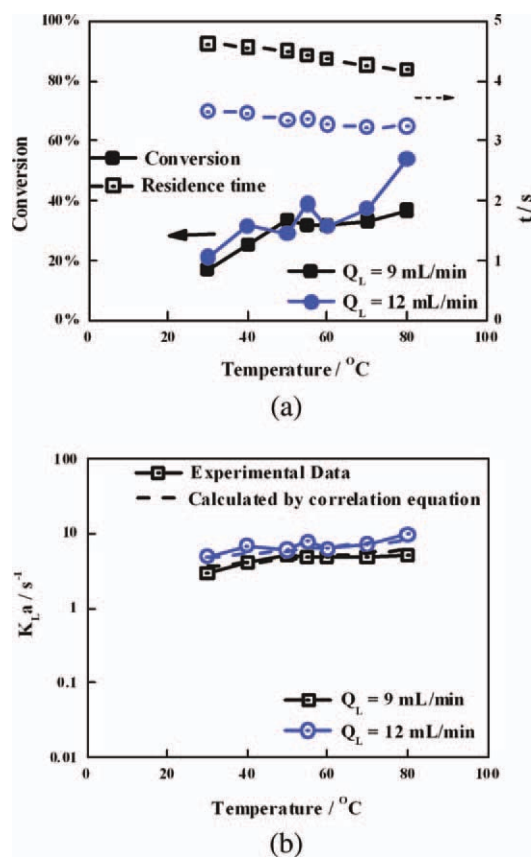 100%
80%
60%
40%
20%
0%
Conversion
5
4
3
2
1
0
t / s
Conversion
Residence time
Q_L = 9 mL/min
Q_L = 12 mL/min
0 20 40 60 80 100
Temperature / °C
(a)
100
10
1
0.1
0.01
K_L a / s⁻¹
Experimental Data
Calculated by correlation equation
Q_L = 9 mL/min
Q_L = 12 mL/min
0 20 40 60 80 100
Temperature / °C
(b)